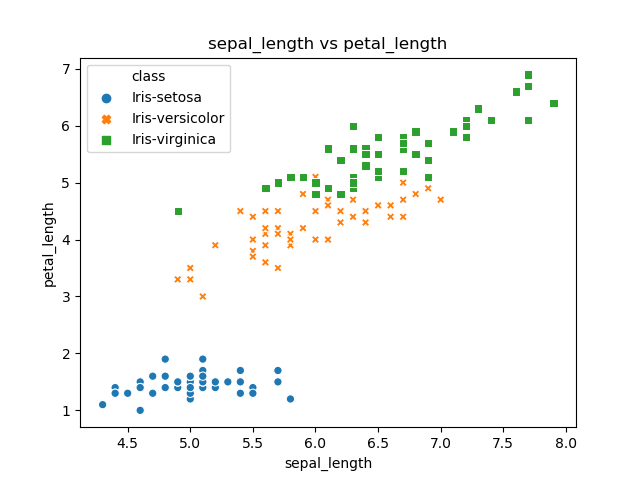 sepal_length vs petal_length
class
Iris-setosa
Iris-versicolor
Iris-virginica
petal_length
7
6
5
4
3
2
1
4.5 5.0 5.5 6.0 6.5 7.0 7.5 8.0
sepal_length